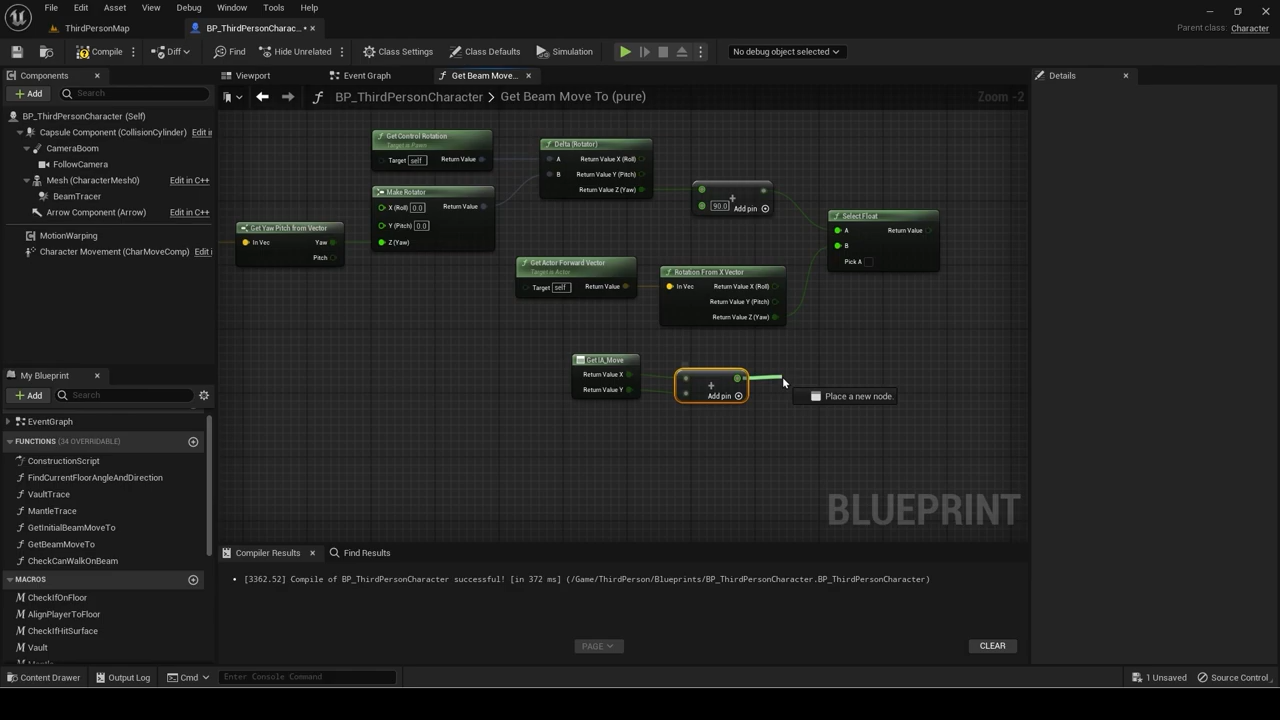 File Edit Asset View Debug Window Tools Help
ThirdPersonMap
BP_ThirdPersonCharac...
Parent class: Character
Compile
Diff
Find
Hide Unrelated
Class Settings
Class Defaults
Simulation
No debug object selected
Components
Viewport
Event Graph
Get Beam Move...
Details
Add
Search
BP_ThirdPersonCharacter > Get Beam Move To (pure)
Zoom -2
BP_ThirdPersonCharacter (Self)
Capsule Component (CollisionCylinder) Edit in
CameraBoom
FollowCamera
Mesh (CharacterMesh0) Edit in C++
BeamTracer
Arrow Component (Arrow) Edit in C++
MotionWarping
Character Movement (CharMoveComp) Edit in
Get Control Rotation
Target is Pawn
Target self Return Value
Delta (Rotator)
A Return Value X (Roll)
B Return Value Y (Pitch)
Return Value Z (Yaw)
Make Rotator
X (Roll) 0.0 Return Value
Y (Pitch) 0.0
Z (Yaw)
+
90.0 Add pin
Select Float
A Return Value
B
Pick A
Get Yaw Pitch from Vector
In Vec Yaw
Pitch
Get Actor Forward Vector
Target is Actor
Target self Return Value
Rotation From X Vector
In Vec Return Value X (Roll)
Return Value Y (Pitch)
Return Value Z (Yaw)
Get IA_Move
Return Value X
Return Value Y
+
Add pin
Place a new node.
BLUEPRINT
My Blueprint
Add
Search
EventGraph
FUNCTIONS (34 OVERRIDABLE)
ConstructionScript
FindCurrentFloorAngleAndDirection
VaultTrace
MantleTrace
GetInitialBeamMoveTo
GetBeamMoveTo
CheckCanWalkOnBeam
MACROS
CheckIfOnFloor
AlignPlayerToFloor
CheckIfHitSurface
Vault
Compiler Results
Find Results
[3362.52] Compile of BP_ThirdPersonCharacter successful! [in 372 ms] (/Game/ThirdPerson/Blueprints/BP_ThirdPersonCharacter.BP_ThirdPersonCharacter)
PAGE
CLEAR
Content Drawer
Output Log
Cmd
Enter Console Command
1 Unsaved
Source Control